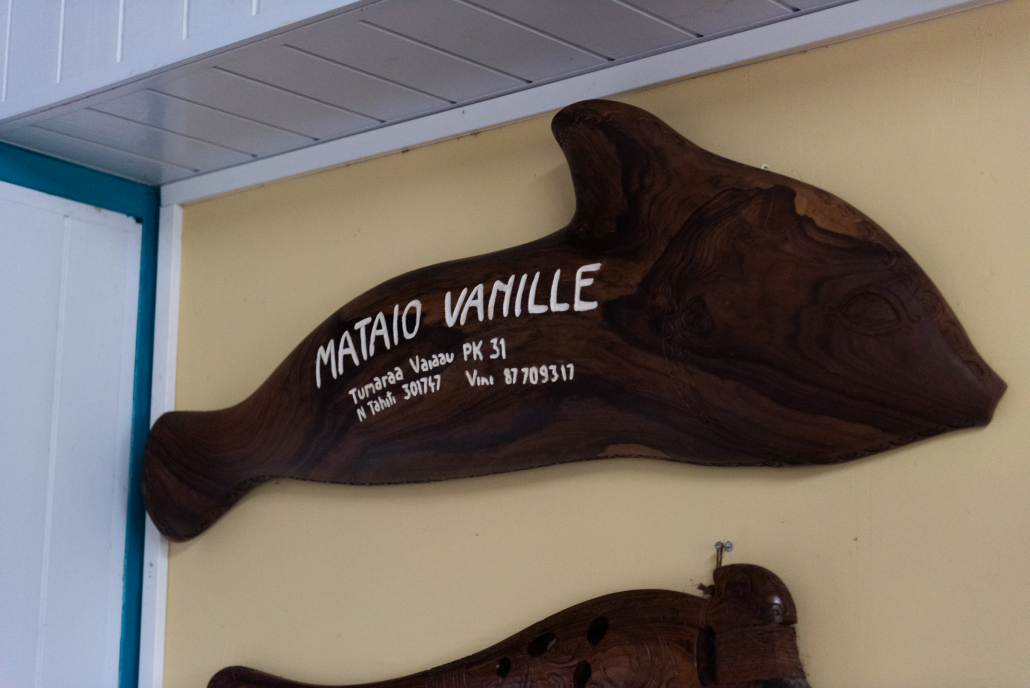 MATAIO VANILLE
Tumaraa Vaiaau PK 31
N Tahiti 301747 Vini 87709317